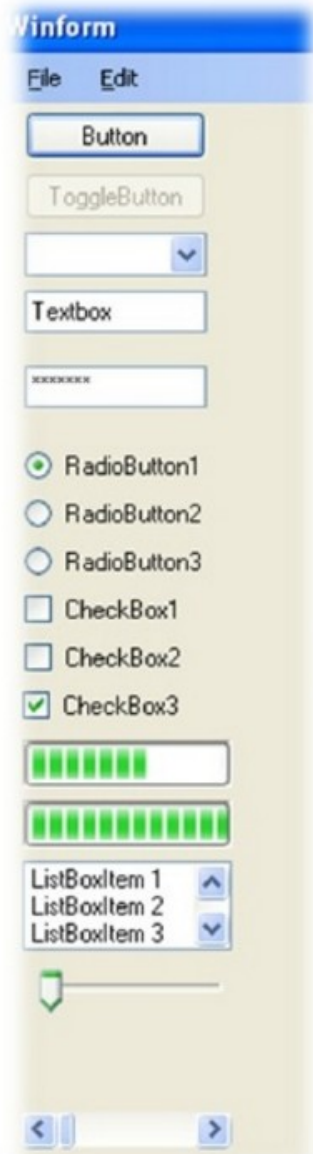 Winform
File Edit
Button
ToggleButton
Textbox
×××××××
RadioButton1
RadioButton2
RadioButton3
CheckBox1
CheckBox2
CheckBox3
ListBoxItem 1
ListBoxItem 2
ListBoxItem 3